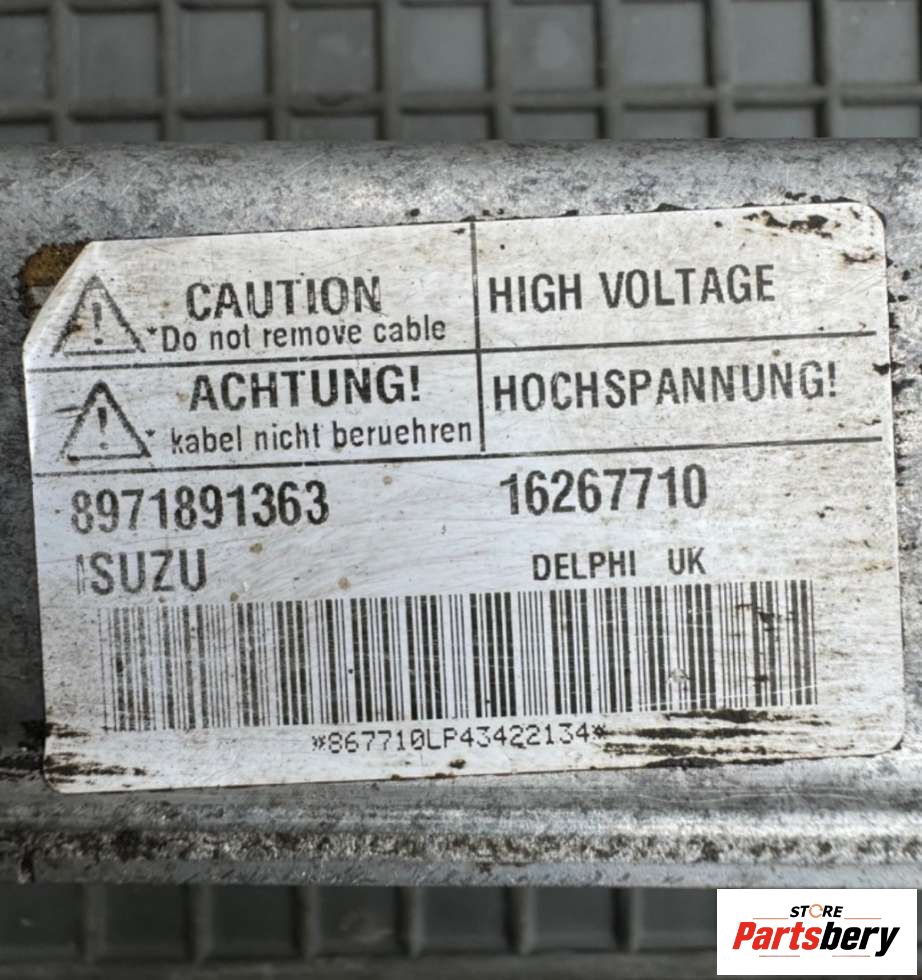 CAUTION
*Do not remove cable
HIGH VOLTAGE
ACHTUNG!
* kabel nicht beruehren
HOCHSPANNUNG!
8971891363 16267710
ISUZU DELPHI UK
*867710LP43422134*
STORE
Partsbery